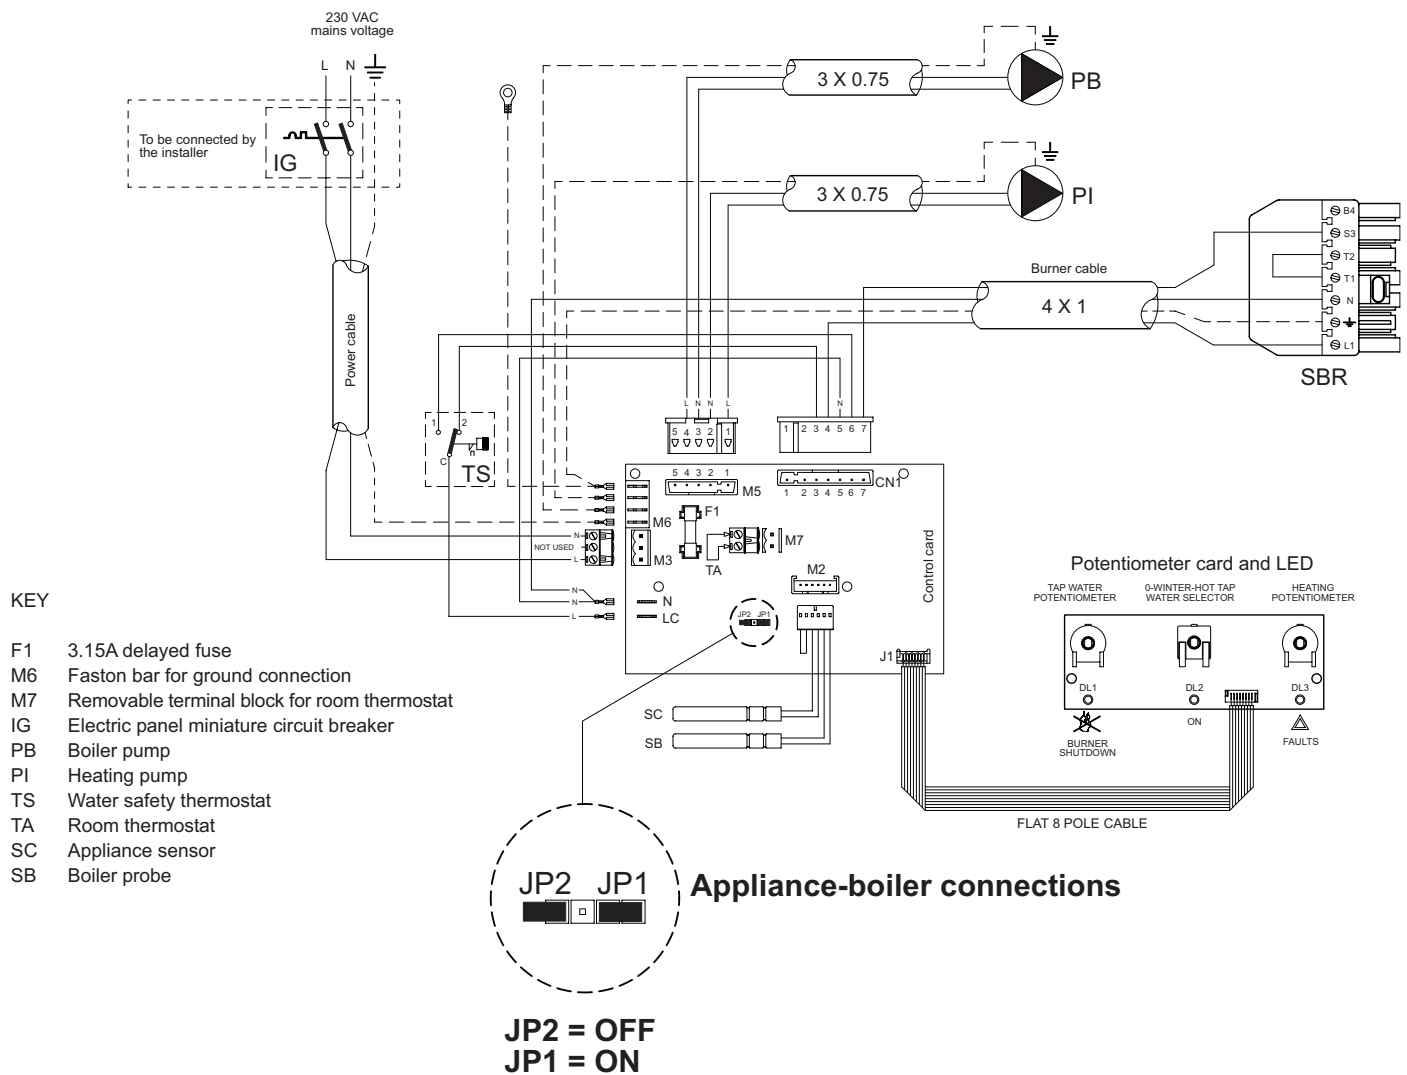 230 VAC
mains voltage
L N
To be connected by
the installer
IG
Power cable
3 X 0.75
PB
3 X 0.75
PI
Burner cable
4 X 1
B4
S3
T2
T1
N
L1
SBR
1 2
C
TS
L N N L
5 4 3 2 1
N
1 2 3 4 5 6 7
5 4 3 2 1
M5
CN1
1 2 3 4 5 6 7
F1
M6
N
NOT USED
L
M3
M7
TA
M2
Control card
N
N
L
N
LC
JP2 JP1
J1
SC
SB
Potentiometer card and LED
TAP WATER
POTENTIOMETER
0-WINTER-HOT TAP
WATER SELECTOR
HEATING
POTENTIOMETER
DL1 DL2 DL3
BURNER
SHUTDOWN
ON
FAULTS
FLAT 8 POLE CABLE
KEY
F1 3.15A delayed fuse
M6 Faston bar for ground connection
M7 Removable terminal block for room thermostat
IG Electric panel miniature circuit breaker
PB Boiler pump
PI Heating pump
TS Water safety thermostat
TA Room thermostat
SC Appliance sensor
SB Boiler probe
JP2 JP1
Appliance-boiler connections
JP2 = OFF
JP1 = ON